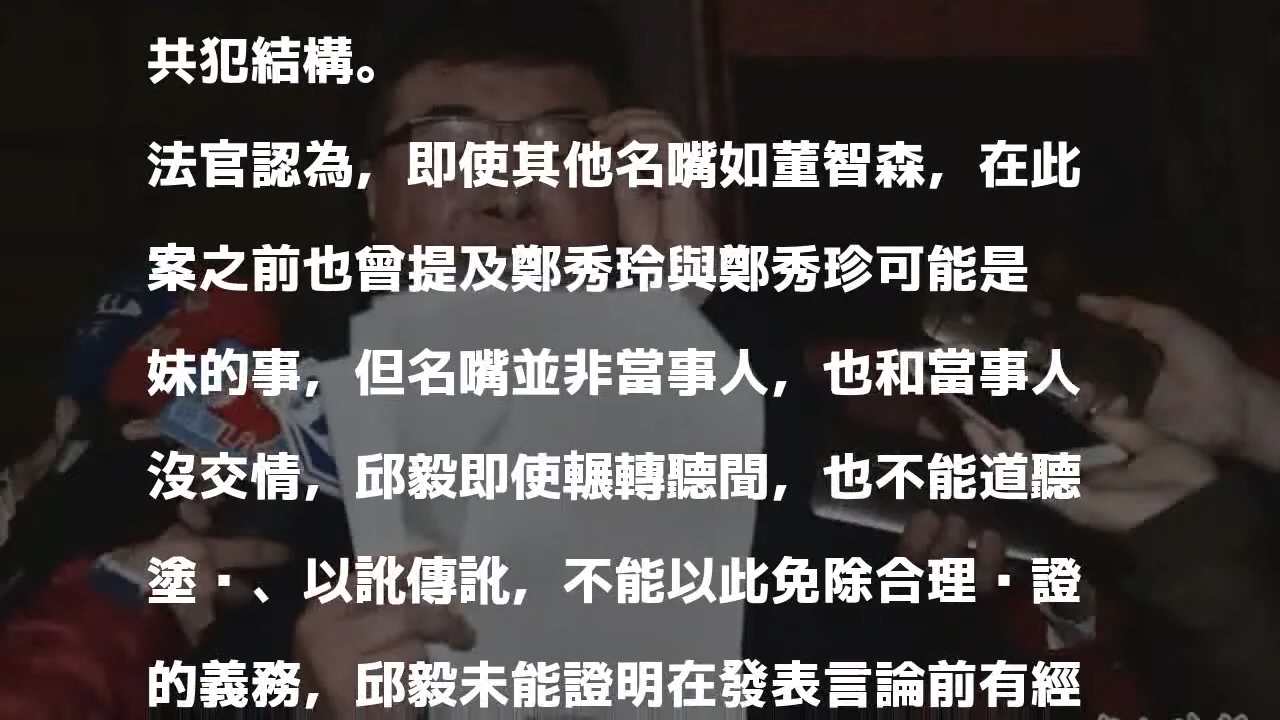 共犯結構。
法官認為，即使其他名嘴如董智森，在此
案之前也曾提及鄭秀玲與鄭秀珍可能是
妹的事，但名嘴並非當事人，也和當事人
沒交情，邱毅即使輾轉聽聞，也不能道聽
塗▪、以訛傳訛，不能以此免除合理▪證
的義務，邱毅未能證明在發表言論前有經